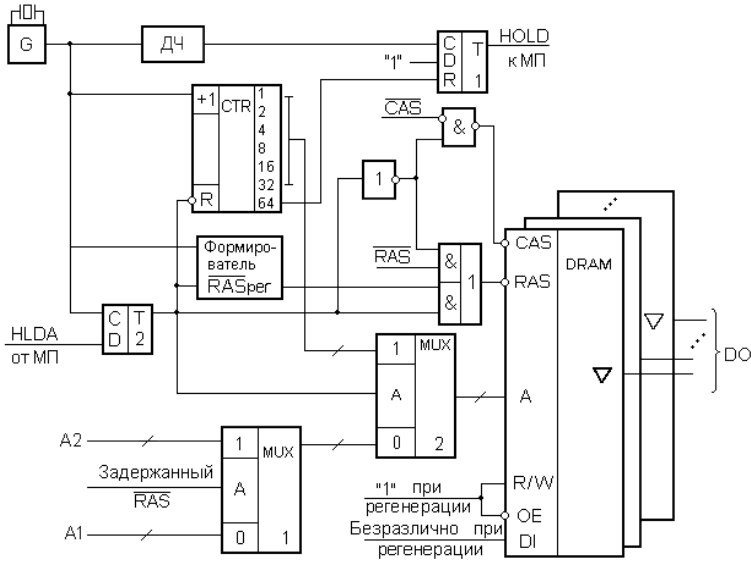 G
ДЧ
C
D
R
T
1
HOLD
к МП
"1"
+1
R
CTR
1
2
4
8
16
32
64
CAS
&
1
Формиро-
ватель
RASрег
RAS
&
&
1
HLDA
от МП
C
D
T
2
1
A
0
MUX
2
A2
Задержанный
RAS
A1
1
A
0
MUX
1
CAS
RAS
A
R/W
OE
DI
DRAM
DO
"1" при
регенерации
Безразлично при
регенерации